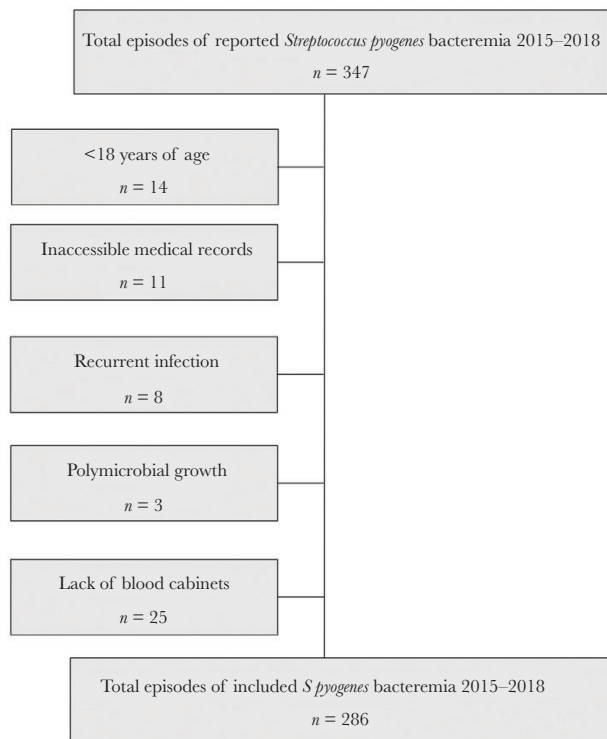 Total episodes of reported Streptococcus pyogenes bacteremia 2015–2018
n = 347
<18 years of age
n = 14
Inaccessible medical records
n = 11
Recurrent infection
n = 8
Polymicrobial growth
n = 3
Lack of blood cabinets
n = 25
Total episodes of included S pyogenes bacteremia 2015–2018
n = 286